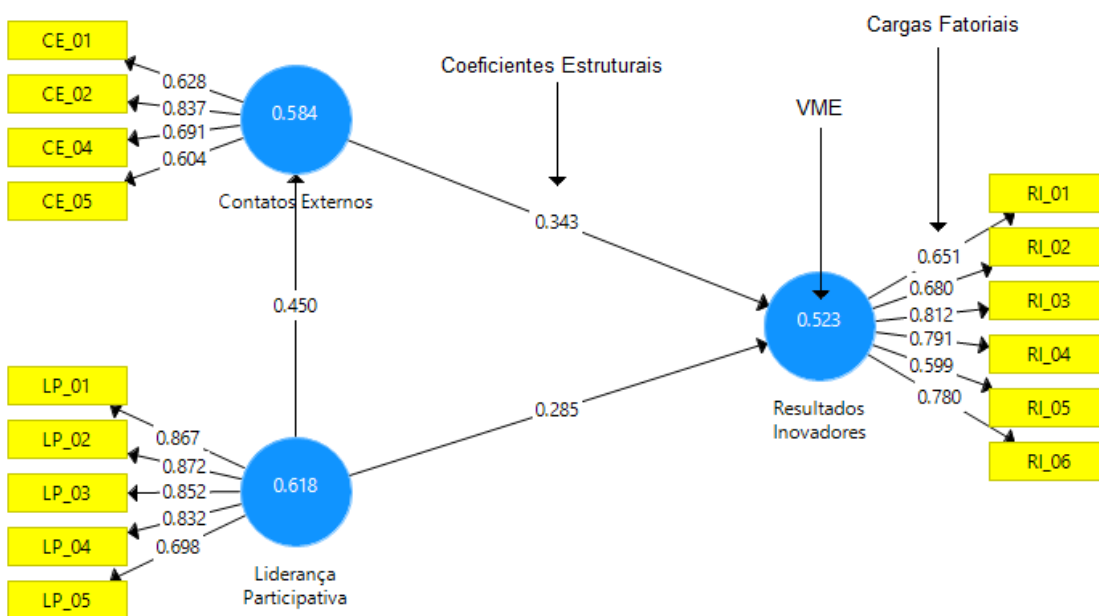 Cargas Fatoriais
Coeficientes Estruturais
VME
CE_01
CE_02
CE_04
CE_05
0.628
0.837
0.691
0.604
0.584
Contatos Externos
0.343
0.450
LP_01
LP_02
LP_03
LP_04
LP_05
0.867
0.872
0.852
0.832
0.698
0.618
Liderança
Participativa
0.285
0.523
Resultados
Inovadores
0.651
0.680
0.812
0.791
0.599
0.780
RI_01
RI_02
RI_03
RI_04
RI_05
RI_06